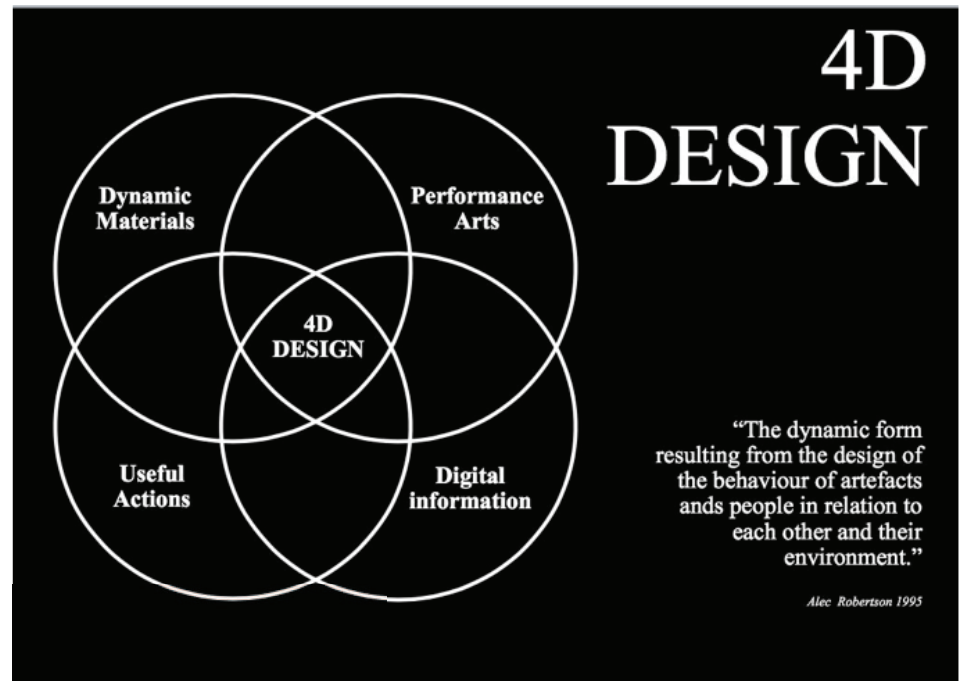 4D
DESIGN
Dynamic
Materials
Performance
Arts
4D
DESIGN
Useful
Actions
Digital
information
“The dynamic form
resulting from the design of
the behaviour of artefacts
ands people in relation to
each other and their
environment.”
Alec Robertson 1995